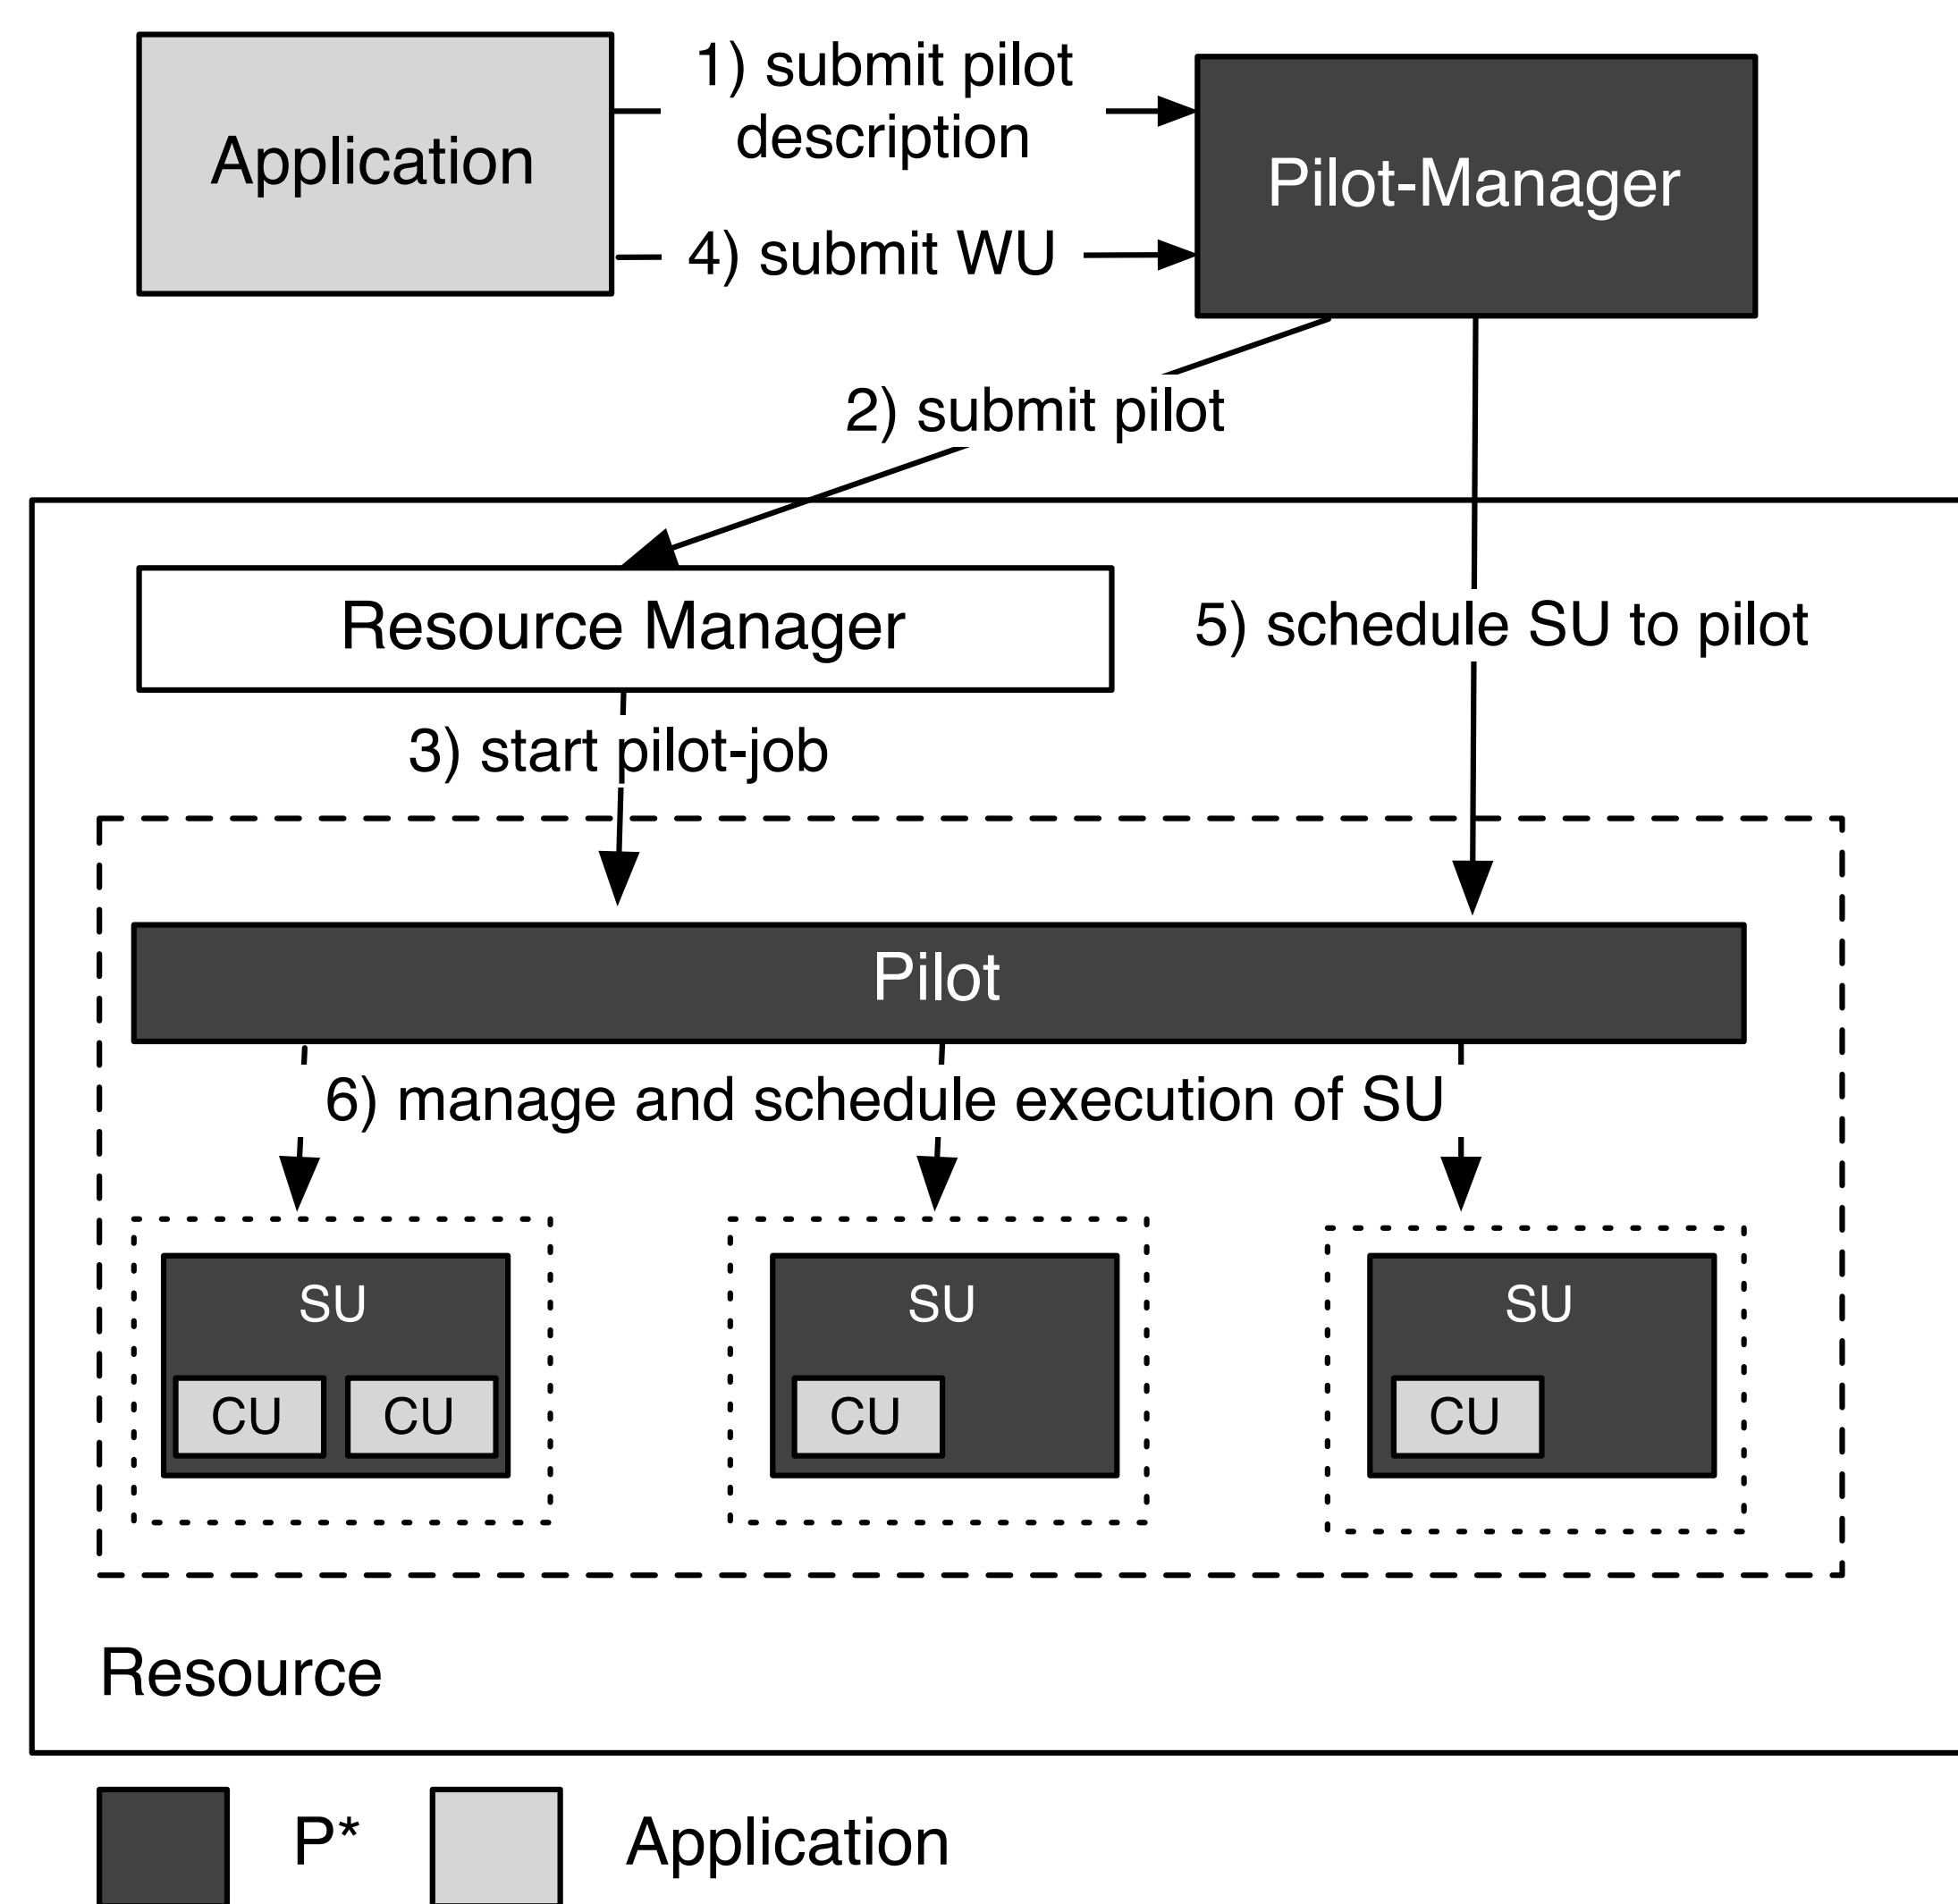 1) submit pilot
description
Application
Pilot-Manager
4) submit WU
2) submit pilot
Resource Manager
5) schedule SU to pilot
3) start pilot-job
Pilot
6) manage and schedule execution of SU
SU
SU
SU
CU
CU
CU
CU
Resource
P*
Application